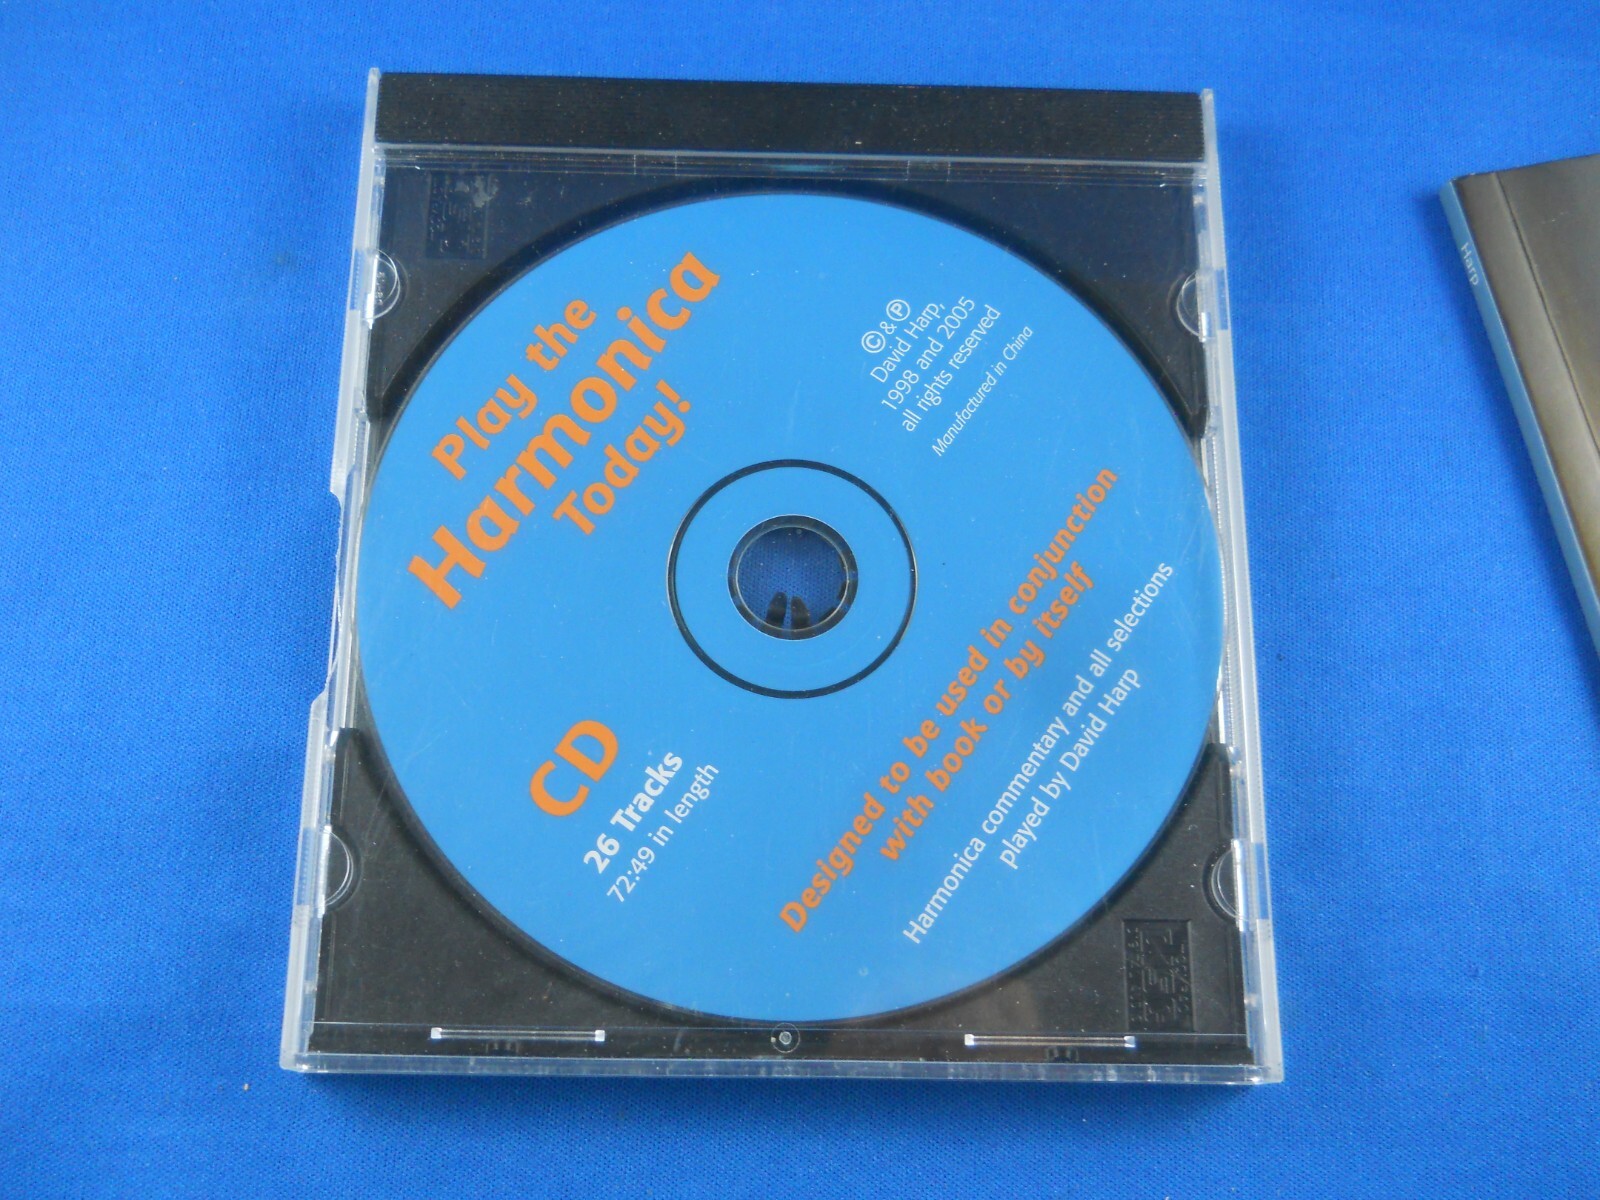 Play the
Harmonica
Today!
© & ℗
David Harp,
1998 and 2005
all rights reserved
Manufactured in China
CD
26 Tracks
72:49 in length
Designed to be used in conjunction
with book or by itself
Harmonica commentary and all selections
played by David Harp
Harp